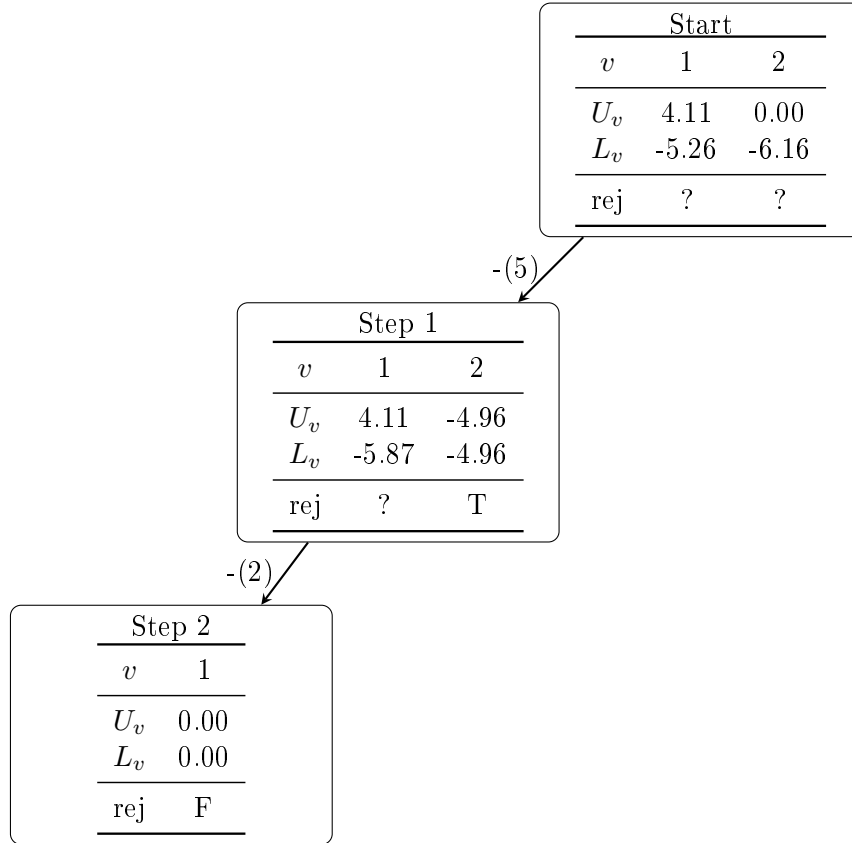 Start
v 1 2
U_v 4.11 0.00
L_v -5.26 -6.16
rej ? ?
-(5)
Step 1
v 1 2
U_v 4.11 -4.96
L_v -5.87 -4.96
rej ? T
-(2)
Step 2
v 1
U_v 0.00
L_v 0.00
rej F